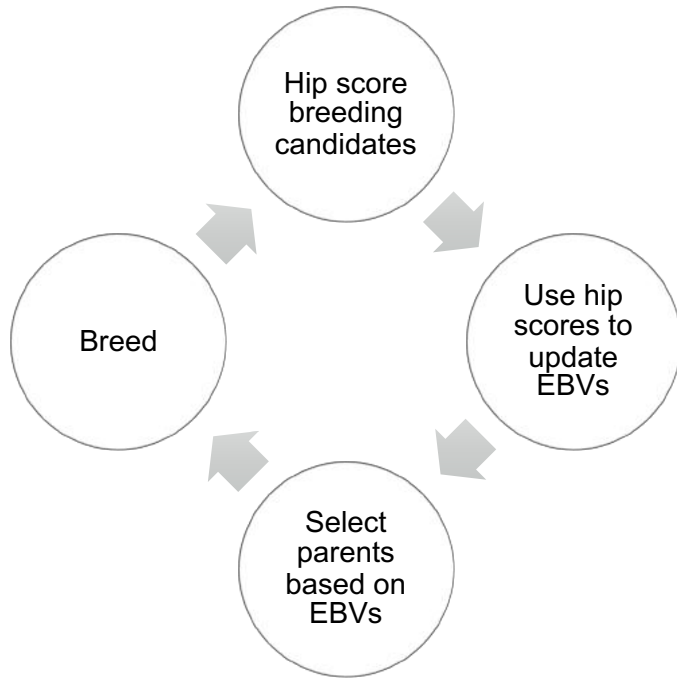 Hip score
breeding
candidates
Use hip
scores to
update
EBVs
Select
parents
based on
EBVs
Breed